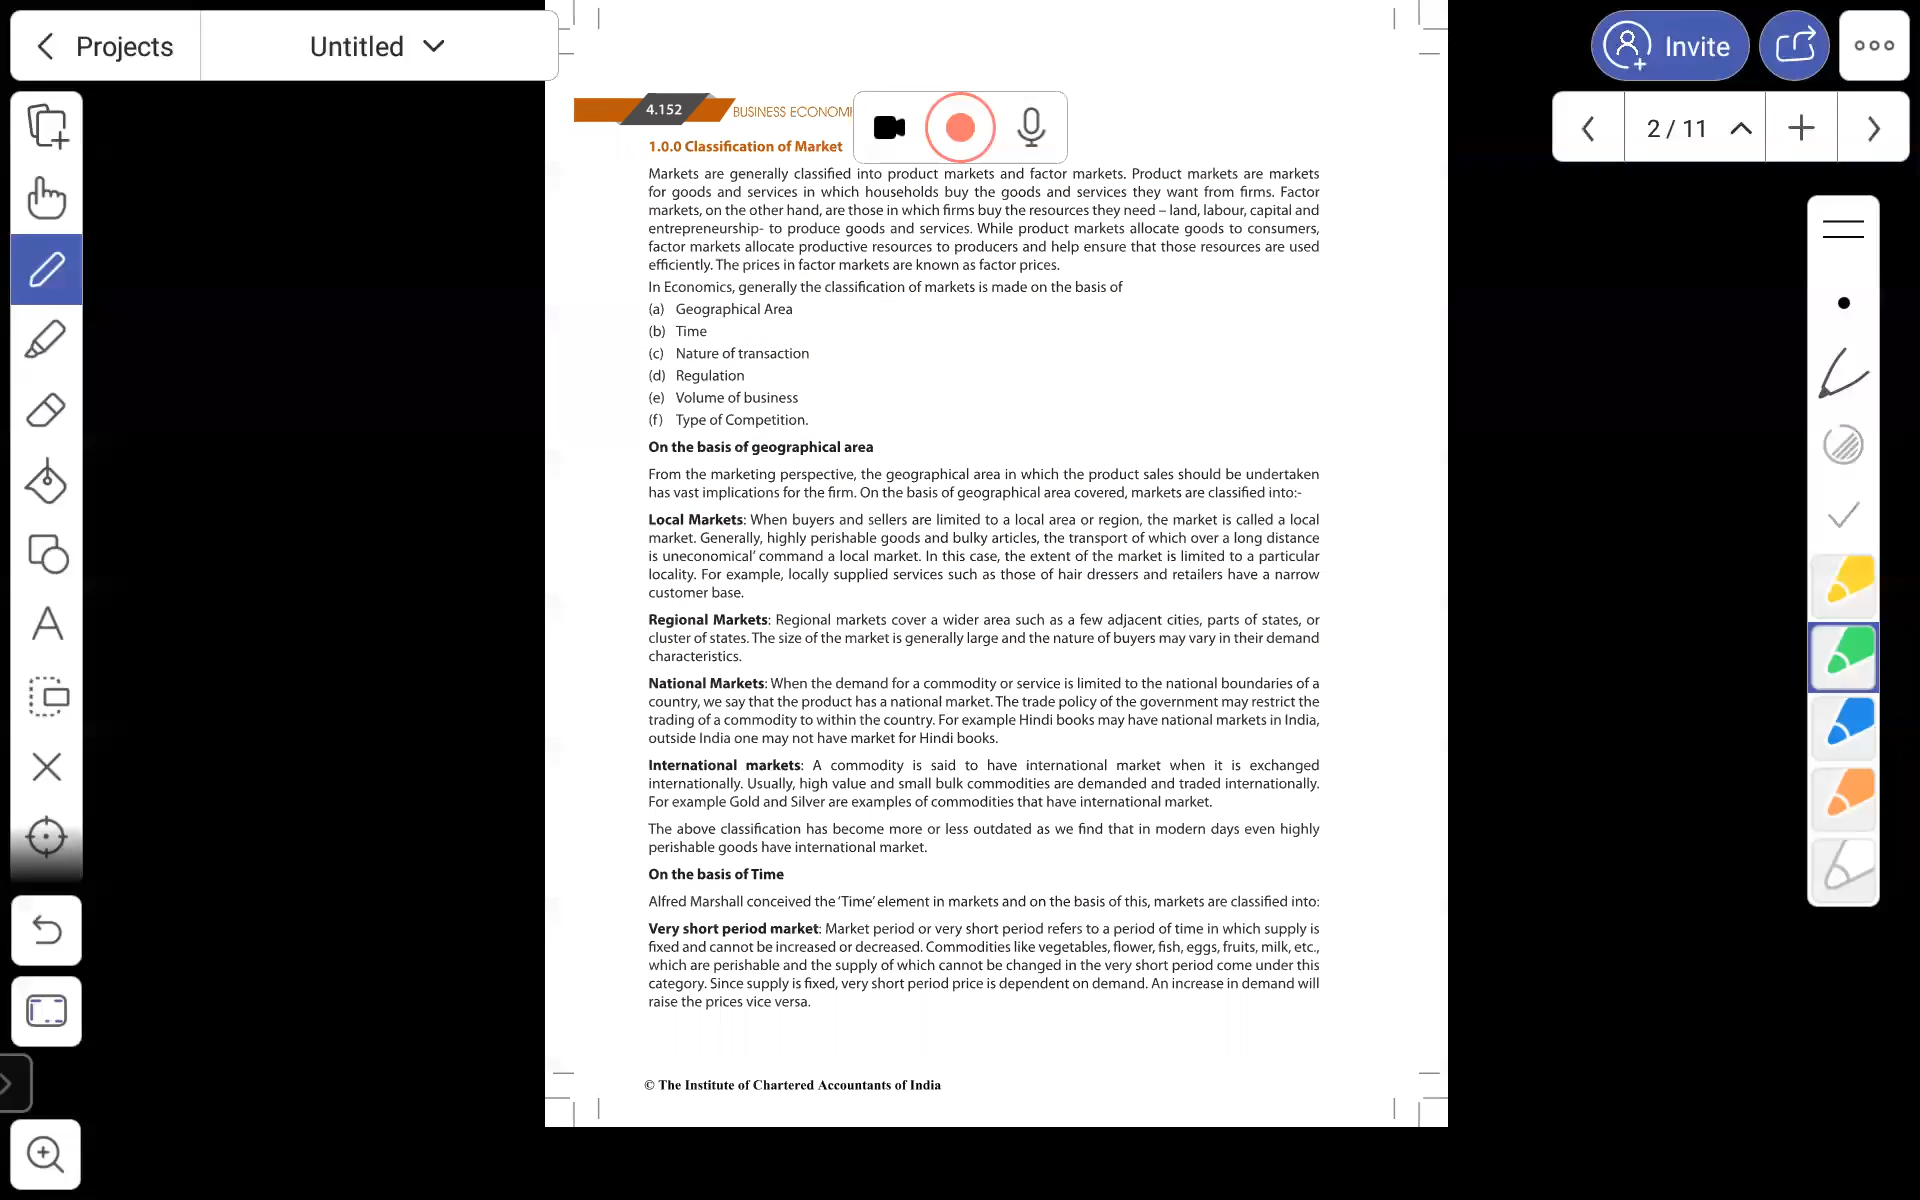 Projects
Untitled
Invite
2 / 11
4.152
BUSINESS ECONOMI
1.0.0 Classification of Market
Markets are generally classified into product markets and factor markets. Product markets are markets
for goods and services in which households buy the goods and services they want from firms. Factor
markets, on the other hand, are those in which firms buy the resources they need – land, labour, capital and
entrepreneurship- to produce goods and services. While product markets allocate goods to consumers,
factor markets allocate productive resources to producers and help ensure that those resources are used
efficiently. The prices in factor markets are known as factor prices.
In Economics, generally the classification of markets is made on the basis of
(a) Geographical Area
(b) Time
(c) Nature of transaction
(d) Regulation
(e) Volume of business
(f) Type of Competition.
On the basis of geographical area
From the marketing perspective, the geographical area in which the product sales should be undertaken
has vast implications for the firm. On the basis of geographical area covered, markets are classified into:-
Local Markets: When buyers and sellers are limited to a local area or region, the market is called a local
market. Generally, highly perishable goods and bulky articles, the transport of which over a long distance
is uneconomical’ command a local market. In this case, the extent of the market is limited to a particular
locality. For example, locally supplied services such as those of hair dressers and retailers have a narrow
customer base.
Regional Markets: Regional markets cover a wider area such as a few adjacent cities, parts of states, or
cluster of states. The size of the market is generally large and the nature of buyers may vary in their demand
characteristics.
National Markets: When the demand for a commodity or service is limited to the national boundaries of a
country, we say that the product has a national market. The trade policy of the government may restrict the
trading of a commodity to within the country. For example Hindi books may have national markets in India,
outside India one may not have market for Hindi books.
International markets: A commodity is said to have international market when it is exchanged
internationally. Usually, high value and small bulk commodities are demanded and traded internationally.
For example Gold and Silver are examples of commodities that have international market.
The above classification has become more or less outdated as we find that in modern days even highly
perishable goods have international market.
On the basis of Time
Alfred Marshall conceived the ‘Time’ element in markets and on the basis of this, markets are classified into:
Very short period market: Market period or very short period refers to a period of time in which supply is
fixed and cannot be increased or decreased. Commodities like vegetables, flower, fish, eggs, fruits, milk, etc.,
which are perishable and the supply of which cannot be changed in the very short period come under this
category. Since supply is fixed, very short period price is dependent on demand. An increase in demand will
raise the prices vice versa.
© The Institute of Chartered Accountants of India